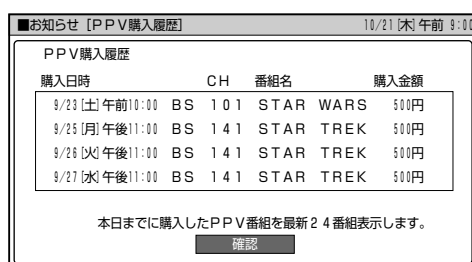 ■お知らせ [PPV購入履歴] 10/21[木]午前 9:00
PPV購入履歴
購入日時 CH 番組名 購入金額
9/23[土]午前10:00 BS 101 STAR WARS 500円
9/25[月]午後11:00 BS 141 STAR TREK 500円
9/26[火]午後11:00 BS 141 STAR TREK 500円
9/27[水]午後11:00 BS 141 STAR TREK 500円
本日までに購入したPPV番組を最新24番組表示します。
確認